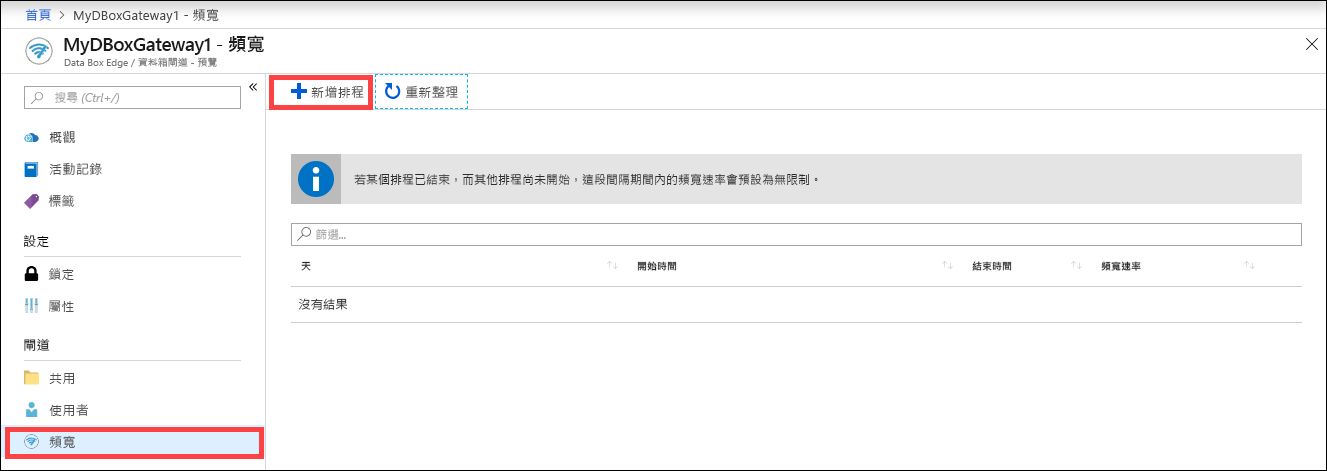 首頁 > MyDBoxGateway1 - 頻寬
MyDBoxGateway1 - 頻寬
Data Box Edge / 資料箱閘道 - 預覽
搜尋 (Ctrl+/)
概觀
活動記錄
標籤
設定
鎖定
屬性
閘道
共用
使用者
頻寬
新增排程 重新整理
若某個排程已結束，而其他排程尚未開始，這段間隔期間內的頻寬速率會預設為無限制。
篩選...
天 開始時間 結束時間 頻寬速率
沒有結果